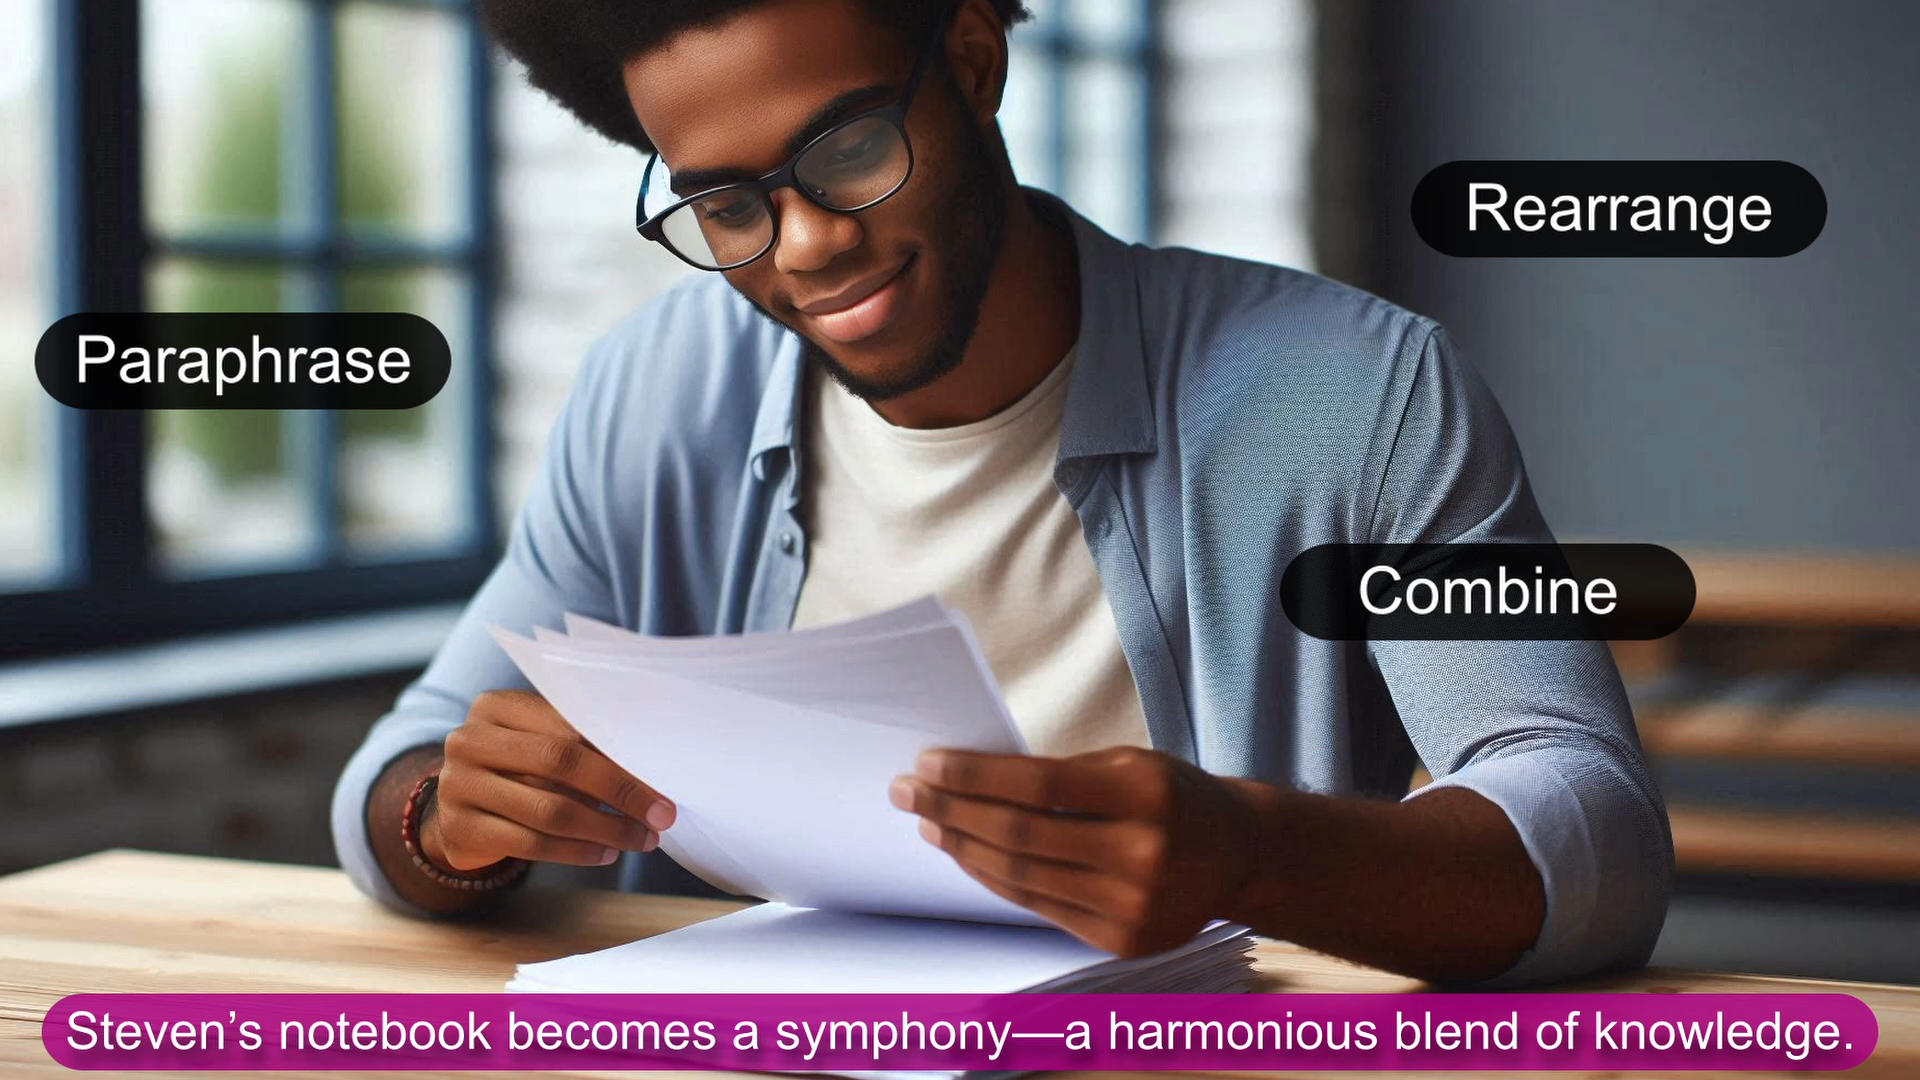 Rearrange
Paraphrase
Combine
Steven’s notebook becomes a symphony—a harmonious blend of knowledge.